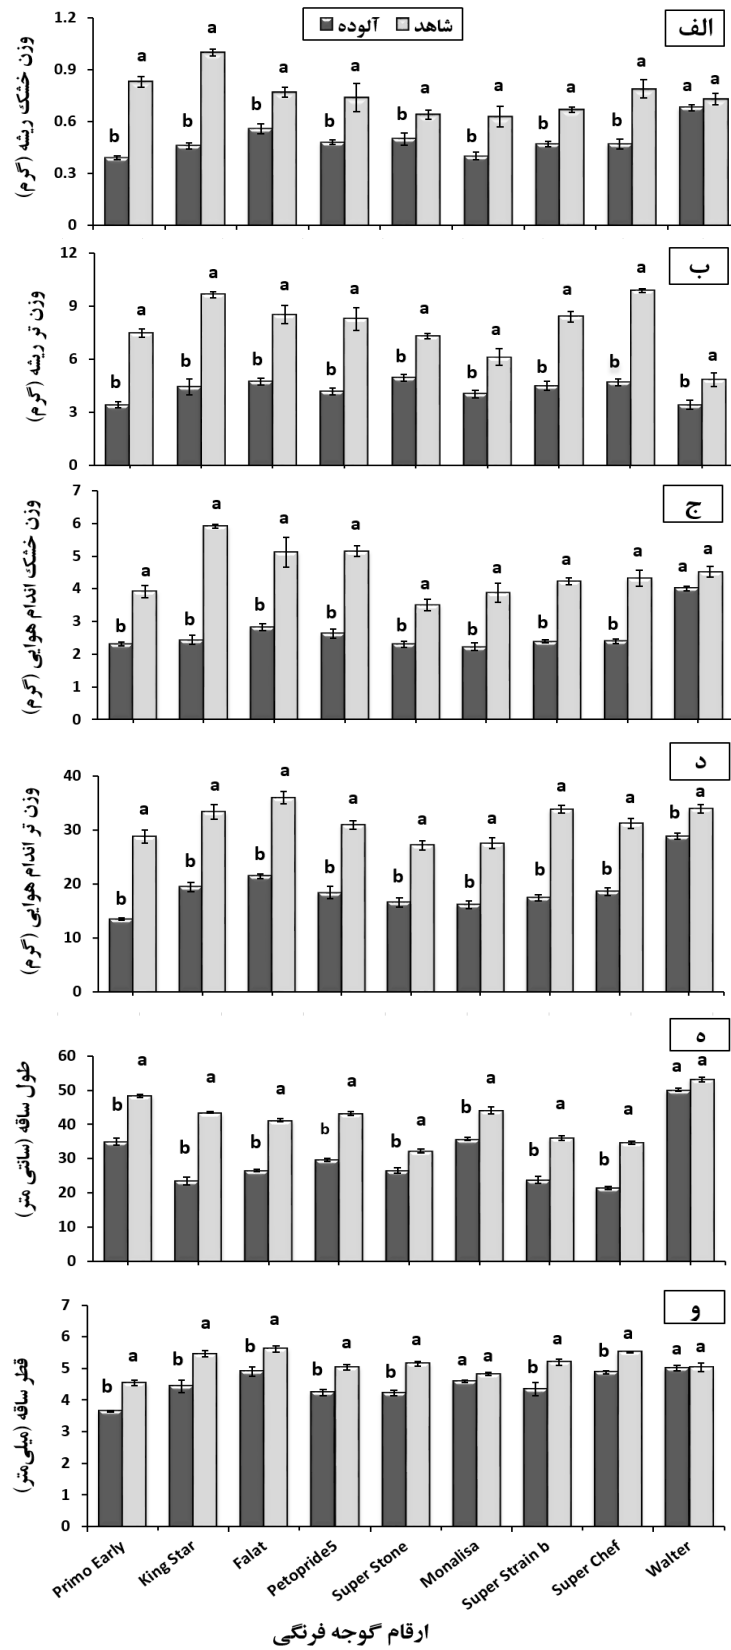 آلوده شاهد
الف
وزن خشک ریشه (گرم)
1.2
0.9
0.6
0.3
0
b a b a b a b a b a b a b a b a a a
ب
وزن تر ریشه (گرم)
12
9
6
3
0
b a b a b a b a b a b a b a b a b a
ج
وزن خشک اندام هوایی (گرم)
7
6
5
4
3
2
1
0
b a b a b a b a b a b a b a b a a a
د
وزن تر اندام هوایی (گرم)
40
30
20
10
0
b a b a b a b a b a b a b a b a b a
ه
طول ساقه (سانتی متر)
60
50
40
30
20
10
0
b a b a b a b a b a b a b a b a a a
و
قطر ساقه (میلی‌متر)
7
6
5
4
3
2
1
0
b a b a b a b a b a a a b a b a a a
Primo Early
King Star
Falat
Petopride5
Super Stone
Monalisa
Super Strain b
Super Chef
Walter
ارقام گوجه فرنگی